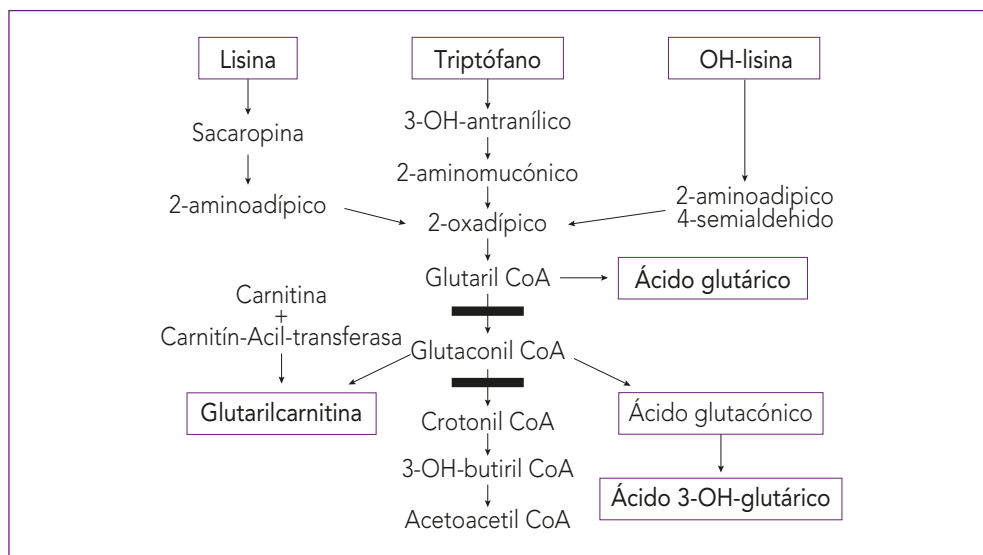 Lisina
Triptófano
OH-lisina
3-OH-antranílico
Sacaropina
2-aminomucónico
2-aminoadípico
2-aminoadipico
4-semialdehido
2-oxadípico
Glutaril CoA
Ácido glutárico
Carnitina
+
Carnitín-Acil-transferasa
Glutaconil CoA
Glutarilcarnitina
Ácido glutacónico
Crotonil CoA
3-OH-butiril CoA
Ácido 3-OH-glutárico
Acetoacetil CoA